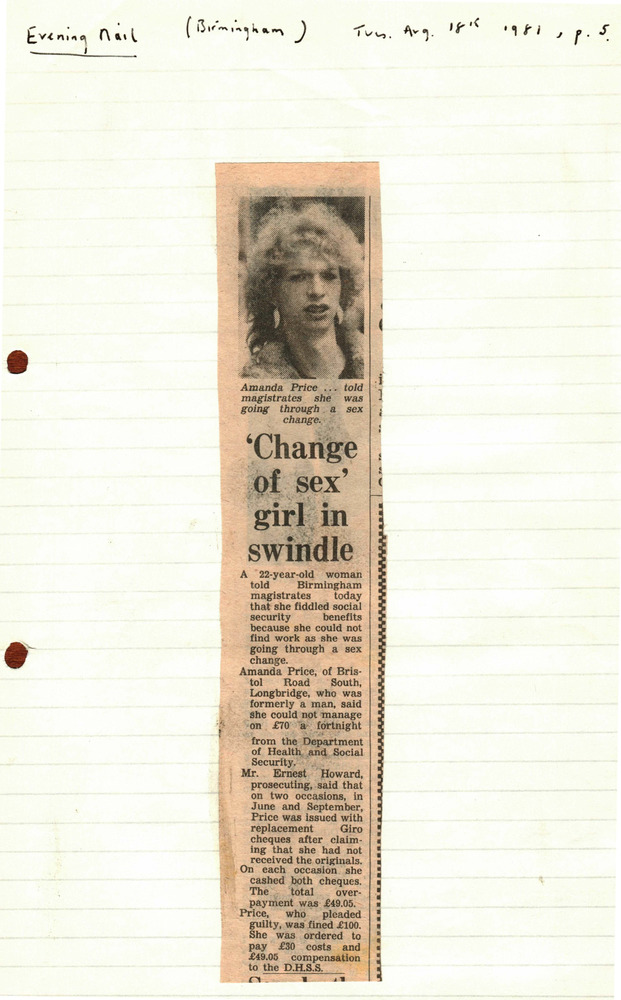 Evening Mail (Birmingham) Tues. Aug. 18th 1981, p. 5.
Amanda Price ... told
magistrates she was
going through a sex
change.
‘Change
of sex’
girl in
swindle
A 22-year-old woman
told Birmingham
magistrates today
that she fiddled social
security benefits
because she could not
find work as she was
going through a sex
change.
Amanda Price, of Bris-
tol Road South,
Longbridge, who was
formerly a man, said
she could not manage
on £70 a fortnight
from the Department
of Health and Social
Security.
Mr. Ernest Howard,
prosecuting, said that
on two occasions, in
June and September,
Price was issued with
replacement Giro
cheques after claim-
ing that she had not
received the originals.
On each occasion she
cashed both cheques.
The total over-
payment was £49.05.
Price, who pleaded
guilty, was fined £100.
She was ordered to
pay £30 costs and
£49.05 compensation
to the D.H.S.S.